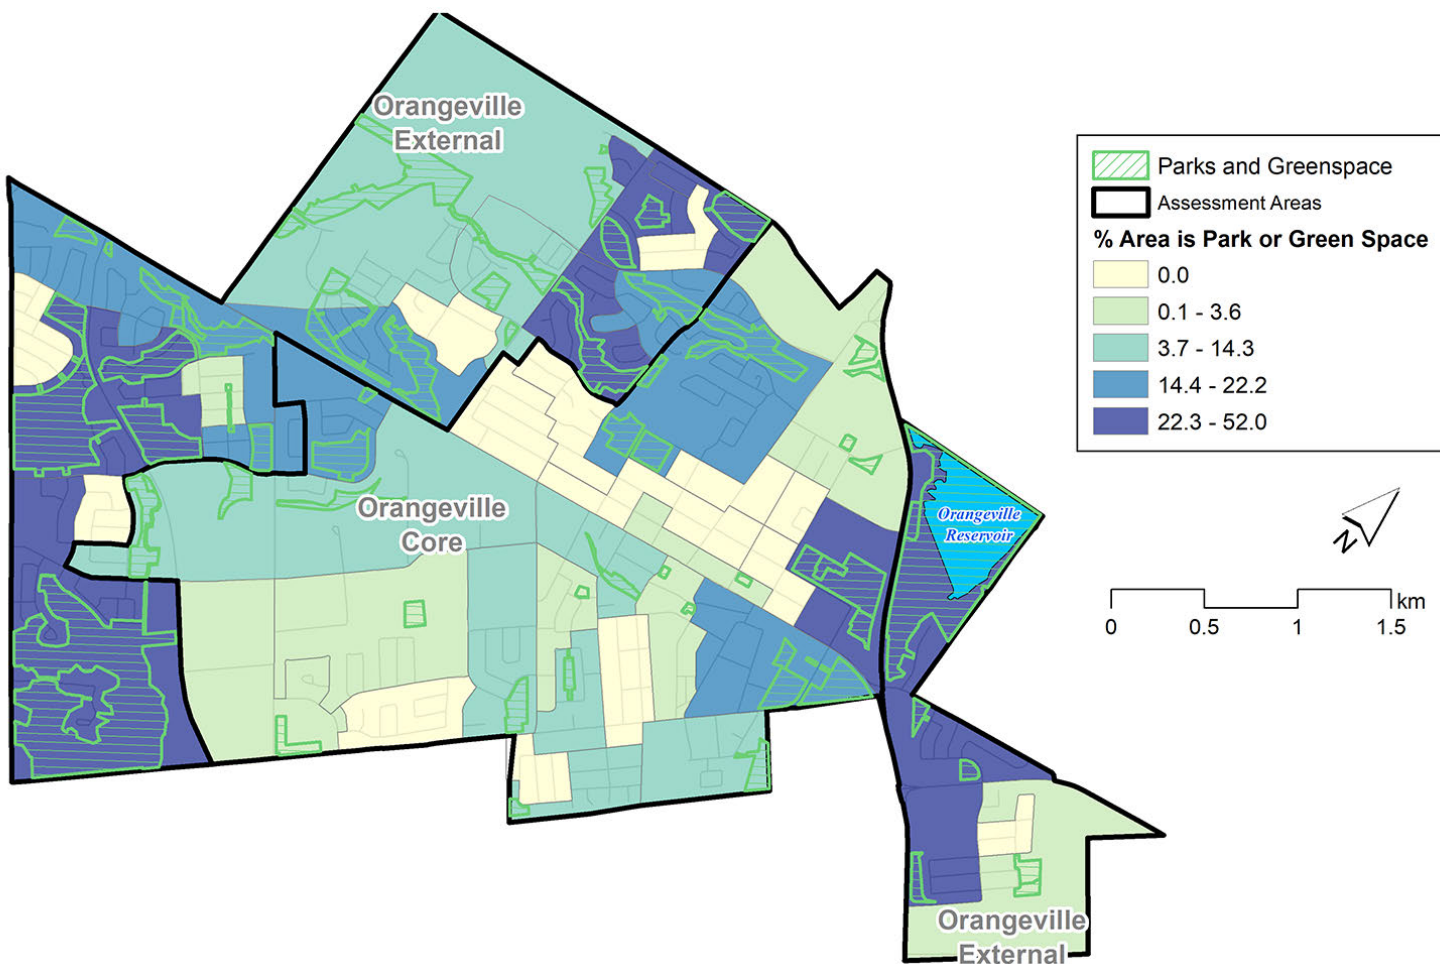 Orangeville
External
Parks and Greenspace
Assessment Areas
% Area is Park or Green Space
0.0
0.1 - 3.6
3.7 - 14.3
14.4 - 22.2
22.3 - 52.0
Orangeville
Core
Orangeville
Reservoir
N
km
0 0.5 1 1.5
Orangeville
External